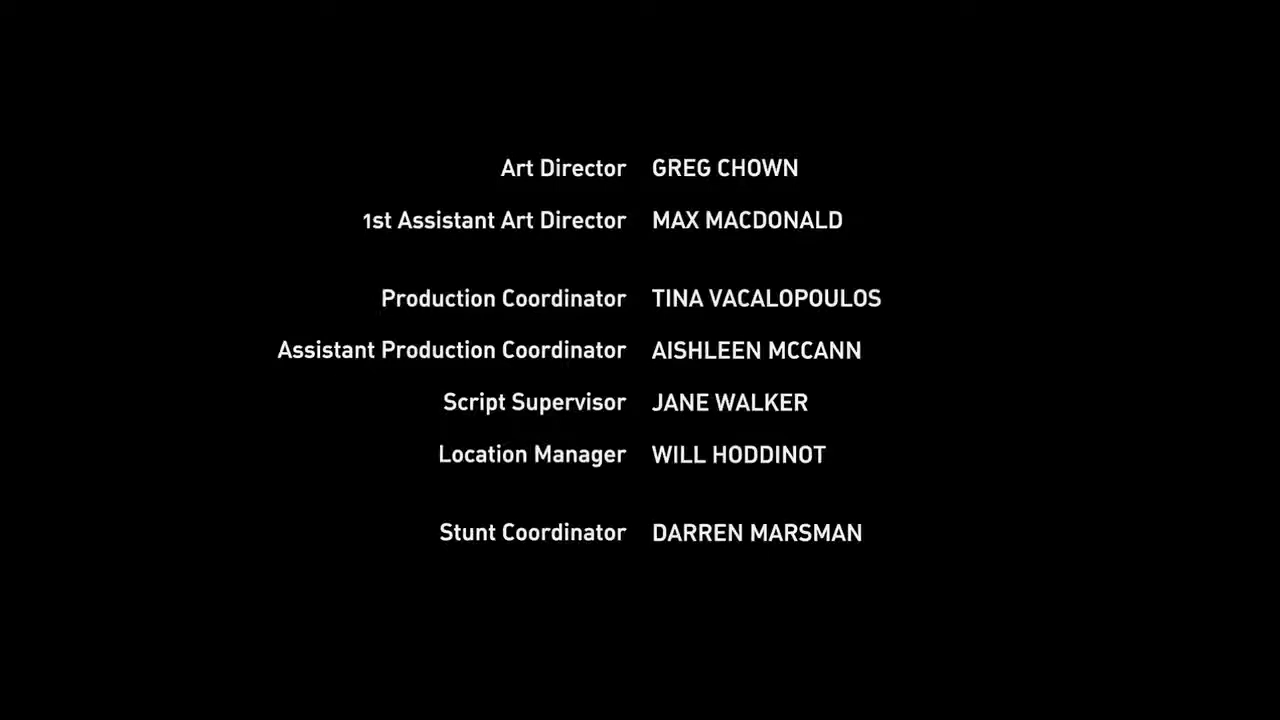 Art Director GREG CHOWN
1st Assistant Art Director MAX MACDONALD
Production Coordinator TINA VACALOPOULOS
Assistant Production Coordinator AISHLEEN MCCANN
Script Supervisor JANE WALKER
Location Manager WILL HODDINOT
Stunt Coordinator DARREN MARSMAN